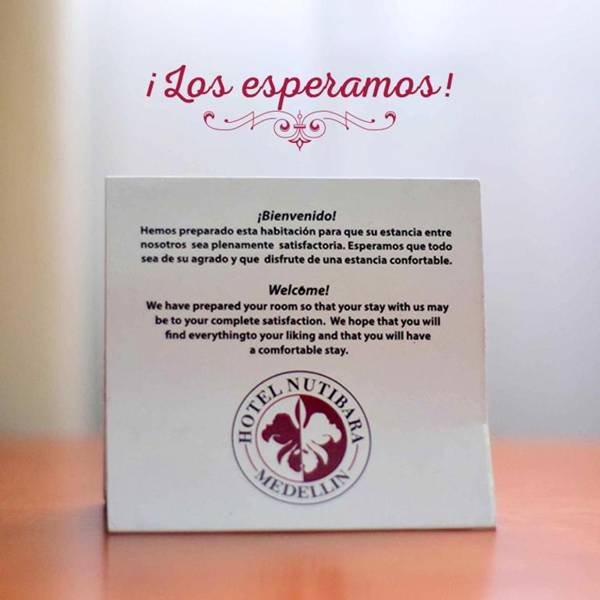 ¡Los esperamos!
¡Bienvenido!
Hemos preparado esta habitación para que su estancia entre
nosotros sea plenamente satisfactoria. Esperamos que todo
sea de su agrado y que disfrute de una estancia confortable.
Welcóme!
We have prepared your room so that your stay with us may
be to your complete satisfaction. We hope that you will
find everythingto your liking and that you will have
a comfortable stay.
HOTEL NUTIBARA
MEDELLIN